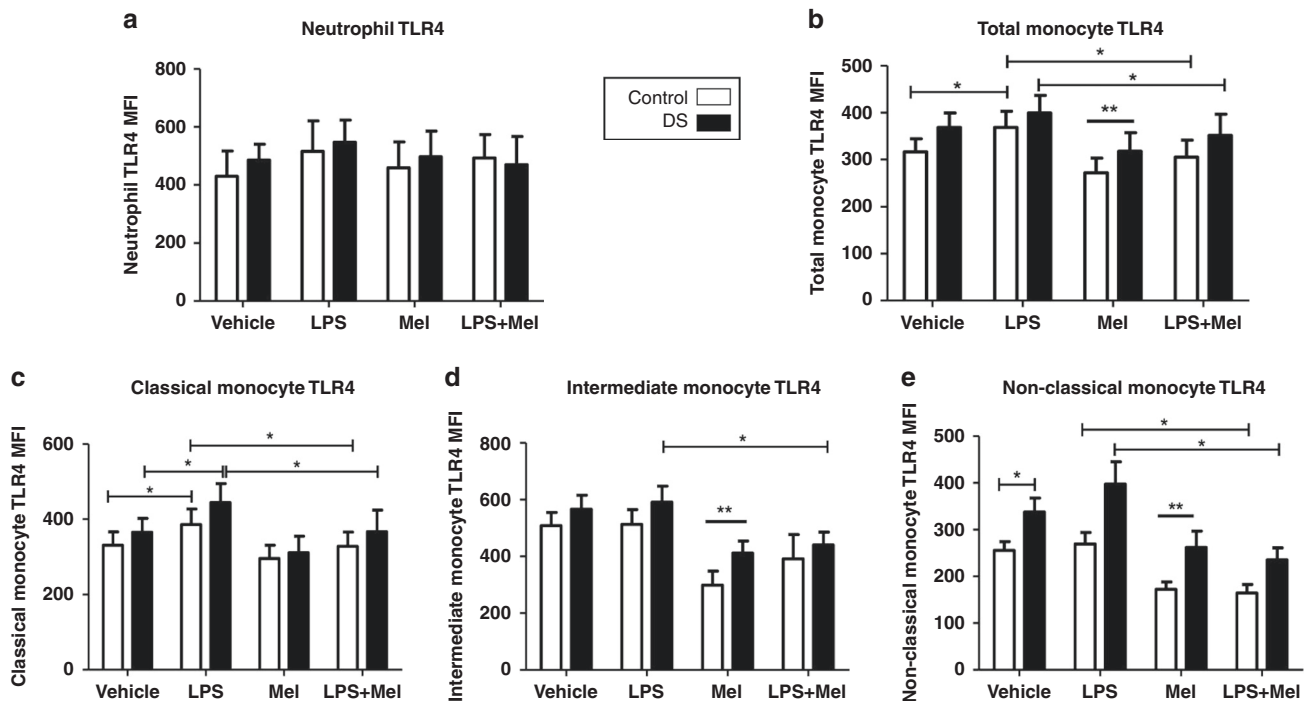 a
Neutrophil TLR4
Neutrophil TLR4 MFI
800
600
400
200
0
Vehicle LPS Mel LPS+Mel
Control
DS
b
Total monocyte TLR4
Total monocyte TLR4 MFI
500
400
300
200
100
0
*
*
*
**
Vehicle LPS Mel LPS+Mel
c
Classical monocyte TLR4
Classical monocyte TLR4 MFI
600
400
200
0
*
*
*
*
Vehicle LPS Mel LPS+Mel
d
Intermediate monocyte TLR4
Intermediate monocyte TLR4 MFI
800
600
400
200
0
*
**
Vehicle LPS Mel LPS+Mel
e
Non-classical monocyte TLR4
Non-classical monocyte TLR4 MFI
500
400
300
200
100
0
*
*
*
**
Vehicle LPS Mel LPS+Mel